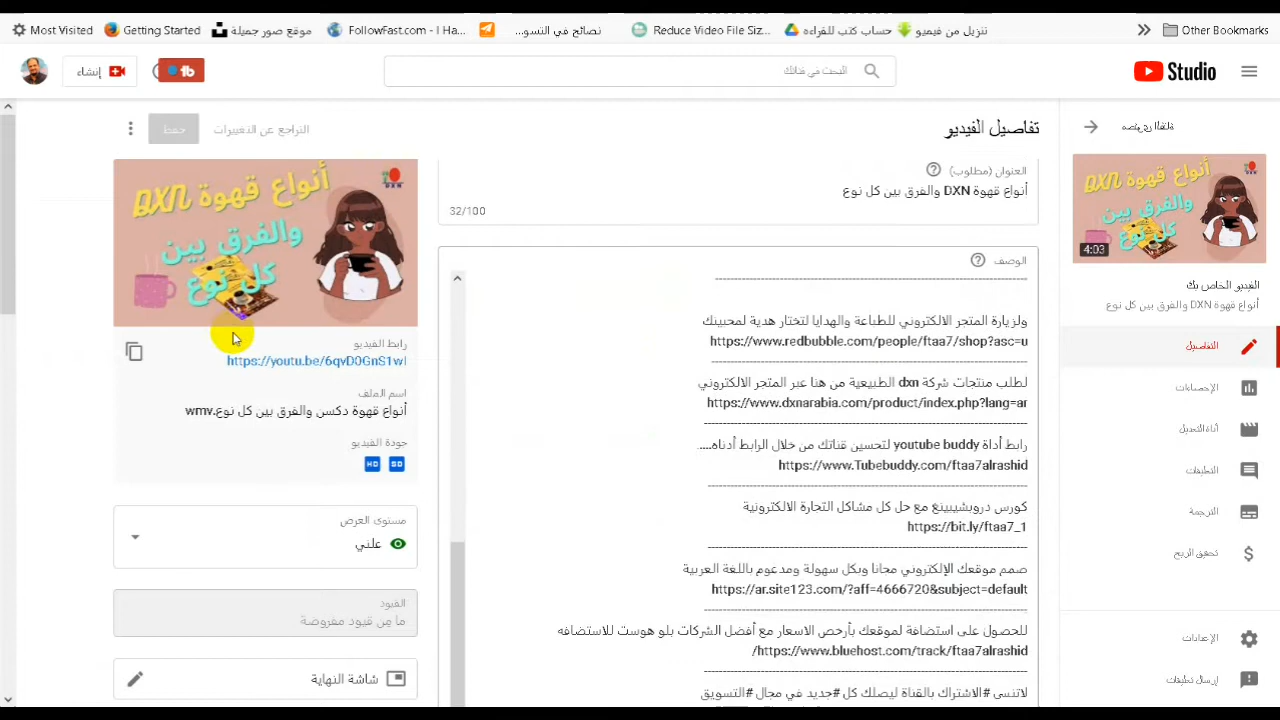 Most Visited
Getting Started
موقع صور جميلة
FollowFast.com - I Ha...
نصائح في التسو...
Reduce Video File Siz...
حساب كتب للقراءه
تنزيل من فيميو
Other Bookmarks
Studio
البحث في قناتك
إنشاء
تفاصيل الفيديو
التراجع عن التغييرات
حفظ
العنوان (مطلوب)
أنواع قهوة DXN والفرق بين كل نوع
32/100
الوصف
ولزيارة المتجر الالكتروني للطباعة والهدايا لتختار هدية لمحبينك
https://www.redbubble.com/people/ftaa7/shop?asc=u
لطلب منتجات شركة dxn الطبيعية من هنا عبر المتجر الالكتروني
https://www.dxnarabia.com/product/index.php?lang=ar
رابط أداة youtube buddy لتحسين قناتك من خلال الرابط أدناه.....
https://www.Tubebuddy.com/ftaa7alrashid
كورس دروبشيبينغ مع حل كل مشاكل التجارة الالكترونية
https://bit.ly/ftaa7_1
صمم موقعك الإلكتروني مجانا وبكل سهولة ومدعوم باللغة العربية
https://ar.site123.com/?aff=4666720&subject=default
للحصول على استضافة لموقعك بأرخص الاسعار مع أفضل الشركات بلو هوست للاستضافه
https://www.bluehost.com/track/ftaa7alrashid/
لاتنسى #الاشتراك بالقناة ليصلك كل #جديد في مجال #التسويق
أنواع قهوة DXN
والفرق بين
كل نوع
DXN
رابط الفيديو
https://youtu.be/6qvD0GnS1wI
اسم الملف
أنواع قهوة دكسن والفرق بين كل نوع.wmv
جودة الفيديو
SD
HD
مستوى العرض
علني
القيود
ما من قيود مفروضة
شاشة النهاية
أنواع قهوة DXN
والفرق بين
كل نوع
4:03
الفيديو الخاص بك
أنواع قهوة DXN والفرق بين كل نوع
التفاصيل
الإحصاءات
أداة التعديل
التعليقات
الترجمة
تحقيق الربح
الإعدادات
إرسال تعليقات